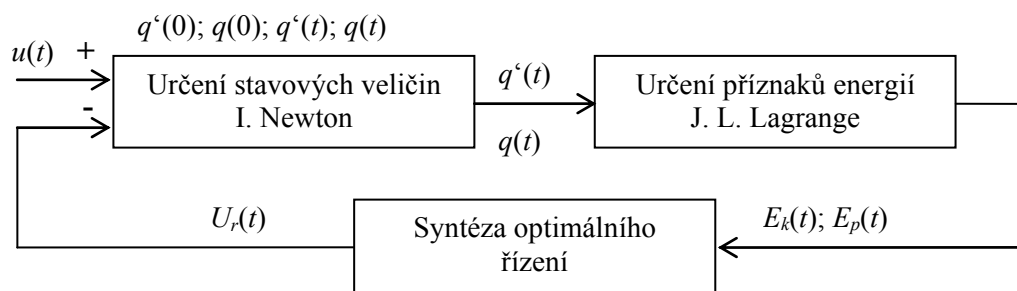 q‘(0); q(0); q‘(t); q(t)
u(t) +
-
Určení stavových veličin
I. Newton
q‘(t)
q(t)
Určení příznaků energií
J. L. Lagrange
Ur(t)
Syntéza optimálního
řízení
Ek(t); Ep(t)